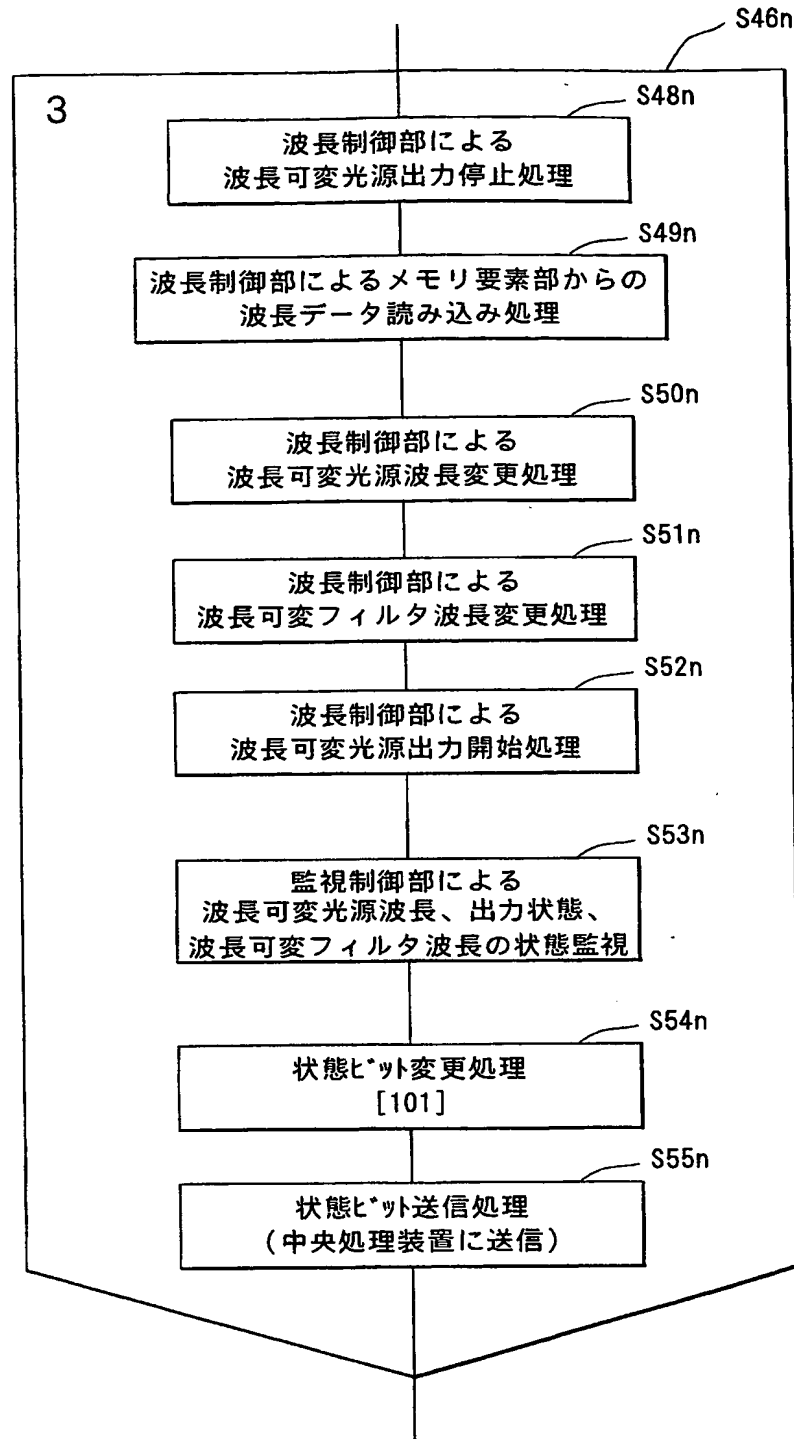 S46n
3
S48n
波長制御部による
波長可変光源出力停止処理
S49n
波長制御部によるメモリ要素部からの
波長データ読み込み処理
S50n
波長制御部による
波長可変光源波長変更処理
S51n
波長制御部による
波長可変フィルタ波長変更処理
S52n
波長制御部による
波長可変光源出力開始処理
S53n
監視制御部による
波長可変光源波長、出力状態、
波長可変フィルタ波長の状態監視
S54n
状態ビット変更処理
[101]
S55n
状態ビット送信処理
(中央処理装置に送信)